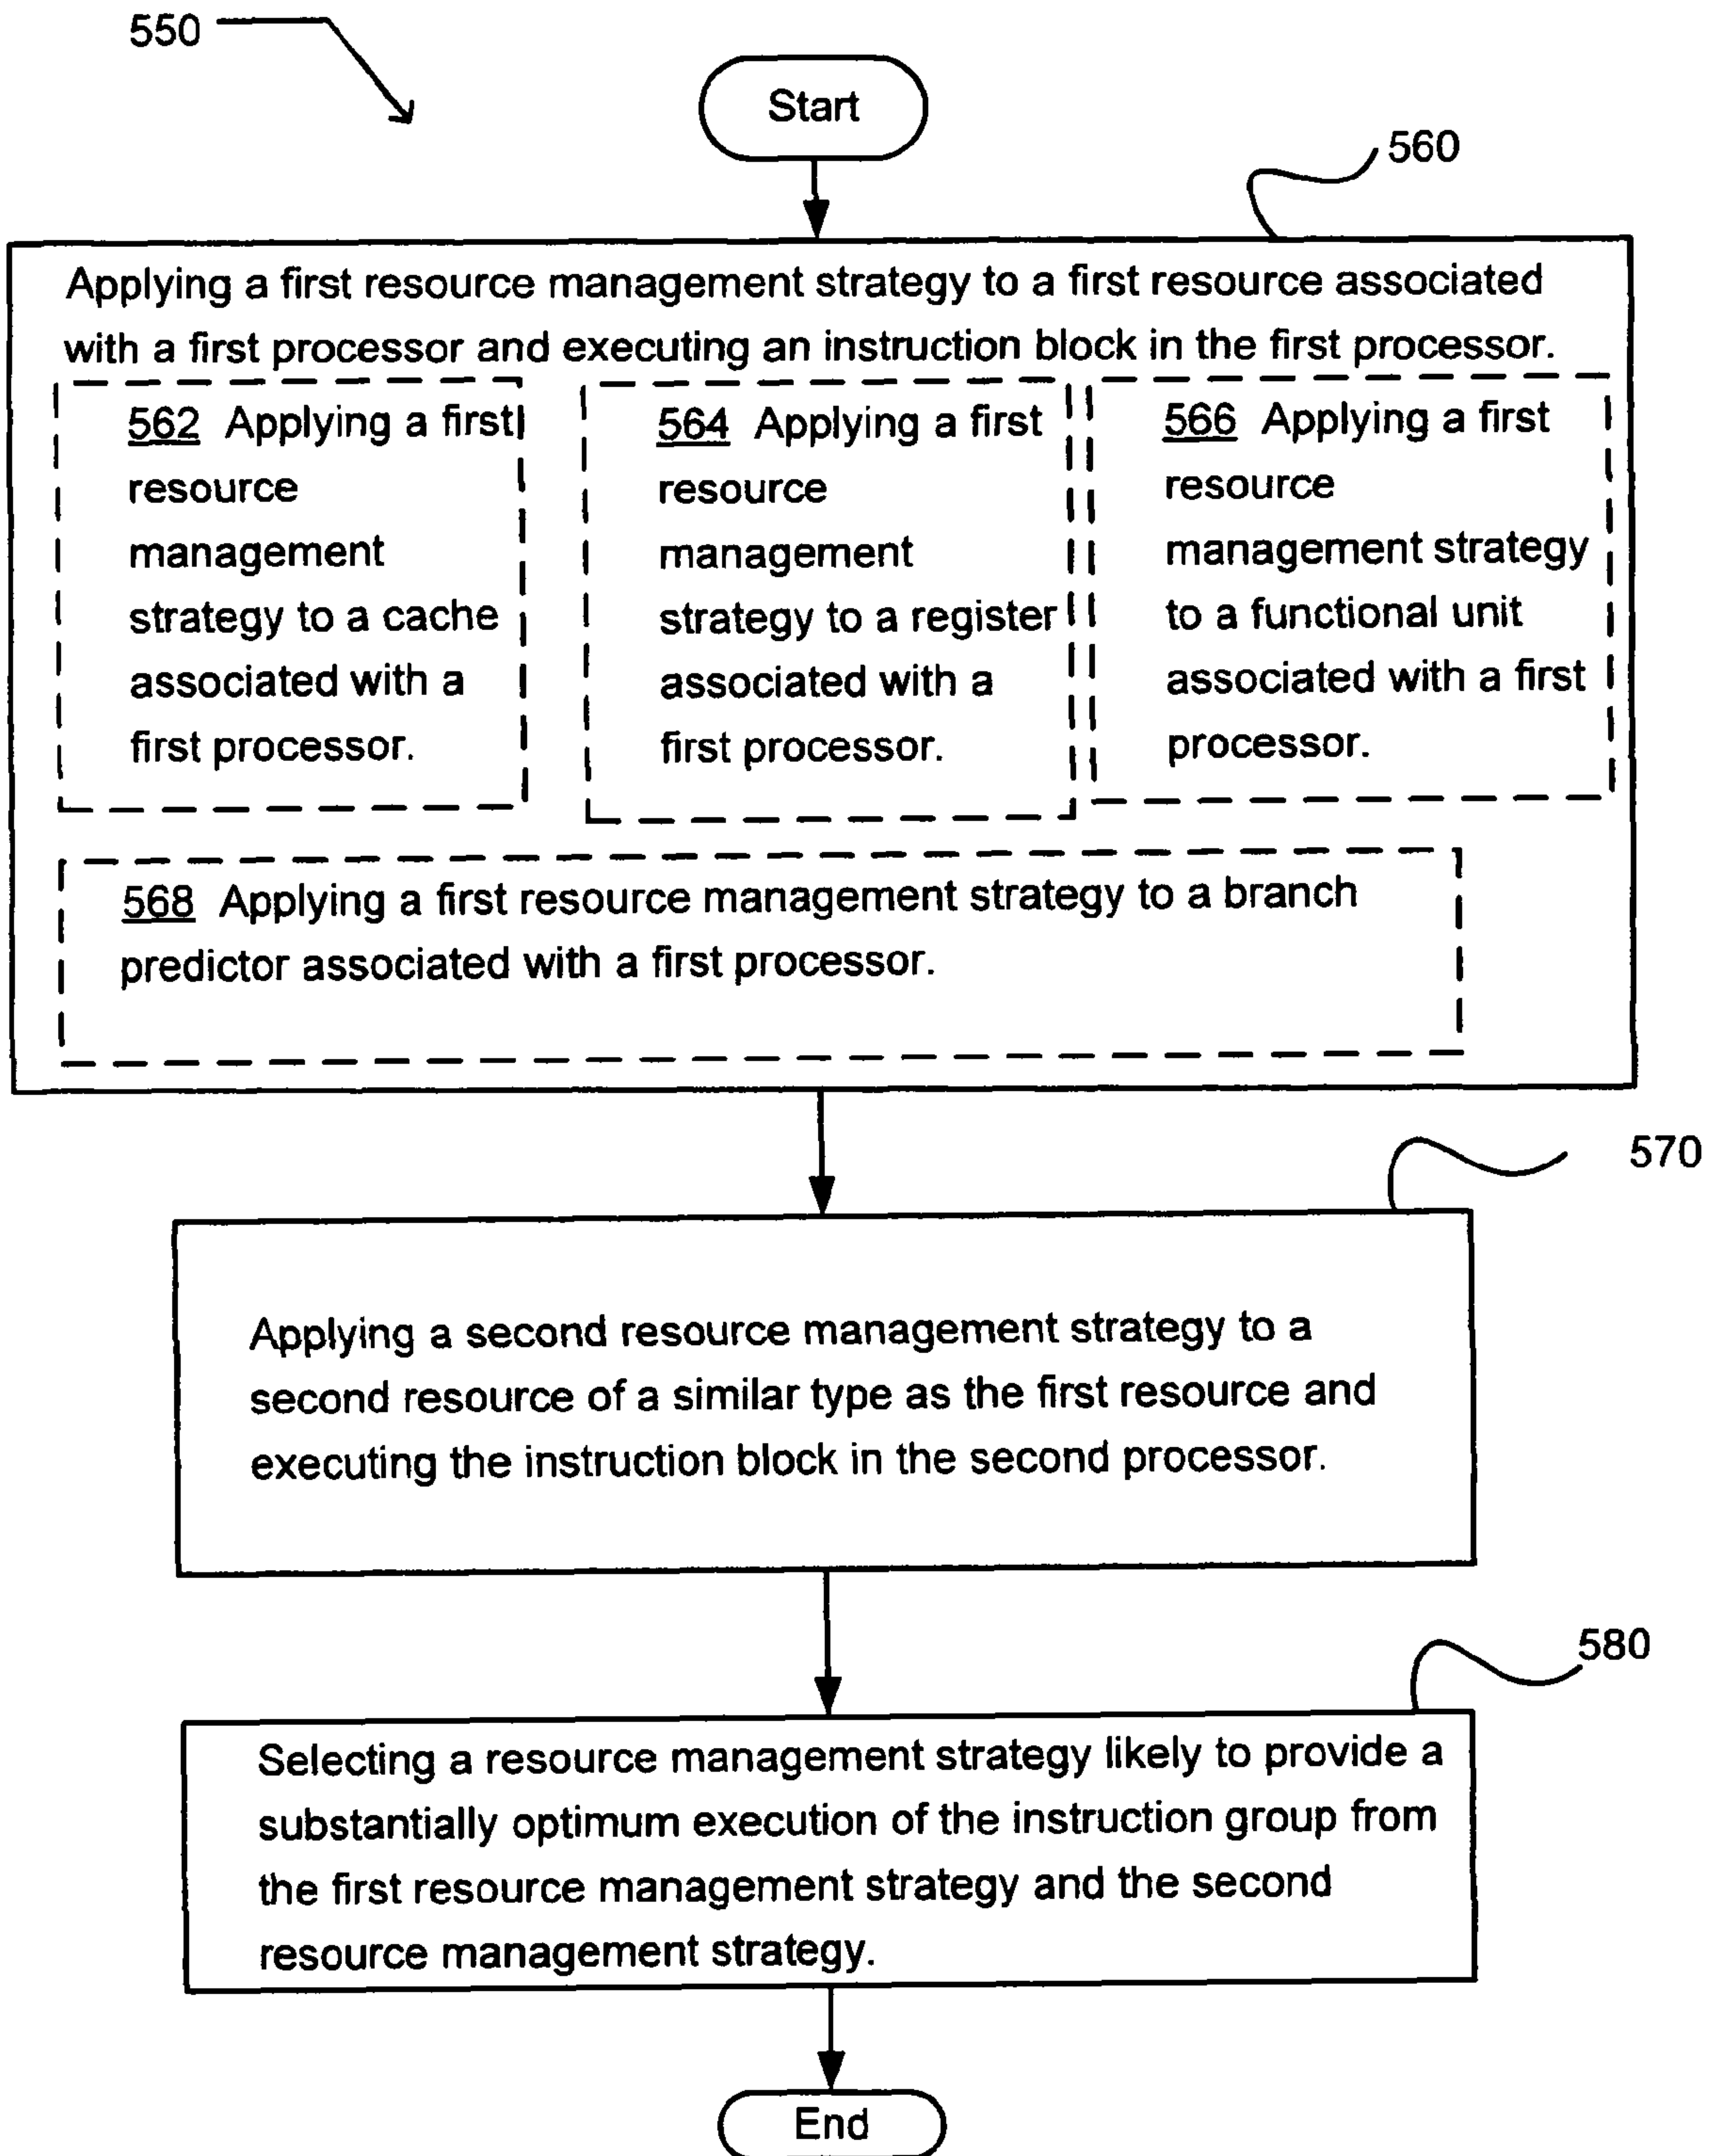 550
Start
560
Applying a first resource management strategy to a first resource associated
with a first processor and executing an instruction block in the first processor.
562 Applying a first
resource
management
strategy to a cache
associated with a
first processor.
564 Applying a first
resource
management
strategy to a register
associated with a
first processor.
566 Applying a first
resource
management strategy
to a functional unit
associated with a first
processor.
568 Applying a first resource management strategy to a branch
predictor associated with a first processor.
570
Applying a second resource management strategy to a
second resource of a similar type as the first resource and
executing the instruction block in the second processor.
580
Selecting a resource management strategy likely to provide a
substantially optimum execution of the instruction group from
the first resource management strategy and the second
resource management strategy.
End